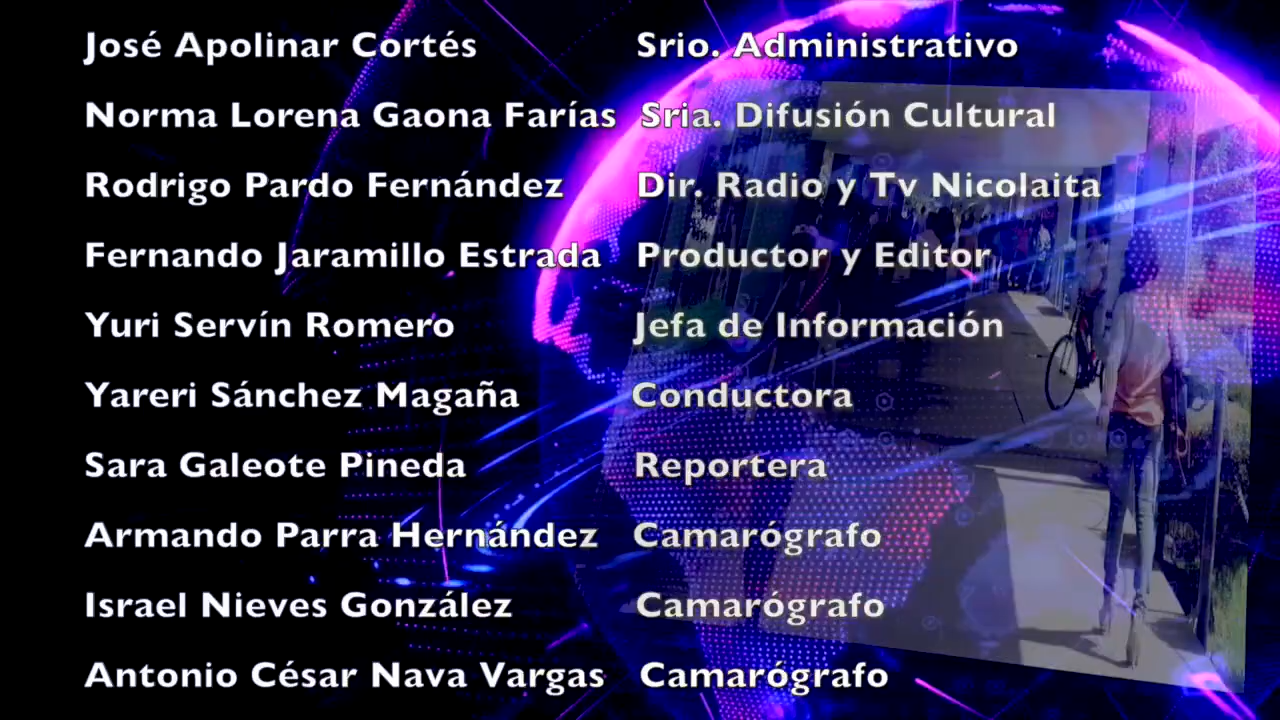 José Apolinar Cortés Srio. Administrativo
Norma Lorena Gaona Farías Sria. Difusión Cultural
Rodrigo Pardo Fernández Dir. Radio y Tv Nicolaita
Fernando Jaramillo Estrada Productor y Editor
Yuri Servín Romero Jefa de Información
Yareri Sánchez Magaña Conductora
Sara Galeote Pineda Reportera
Armando Parra Hernández Camarógrafo
Israel Nieves González Camarógrafo
Antonio César Nava Vargas Camarógrafo